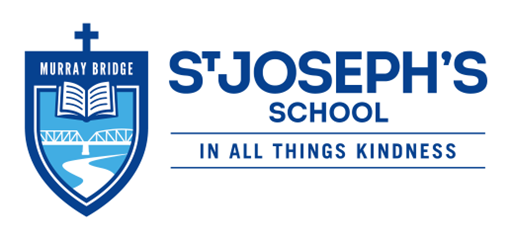 MURRAY BRIDGE
STJOSEPH'S
SCHOOL
IN ALL THINGS KINDNESS